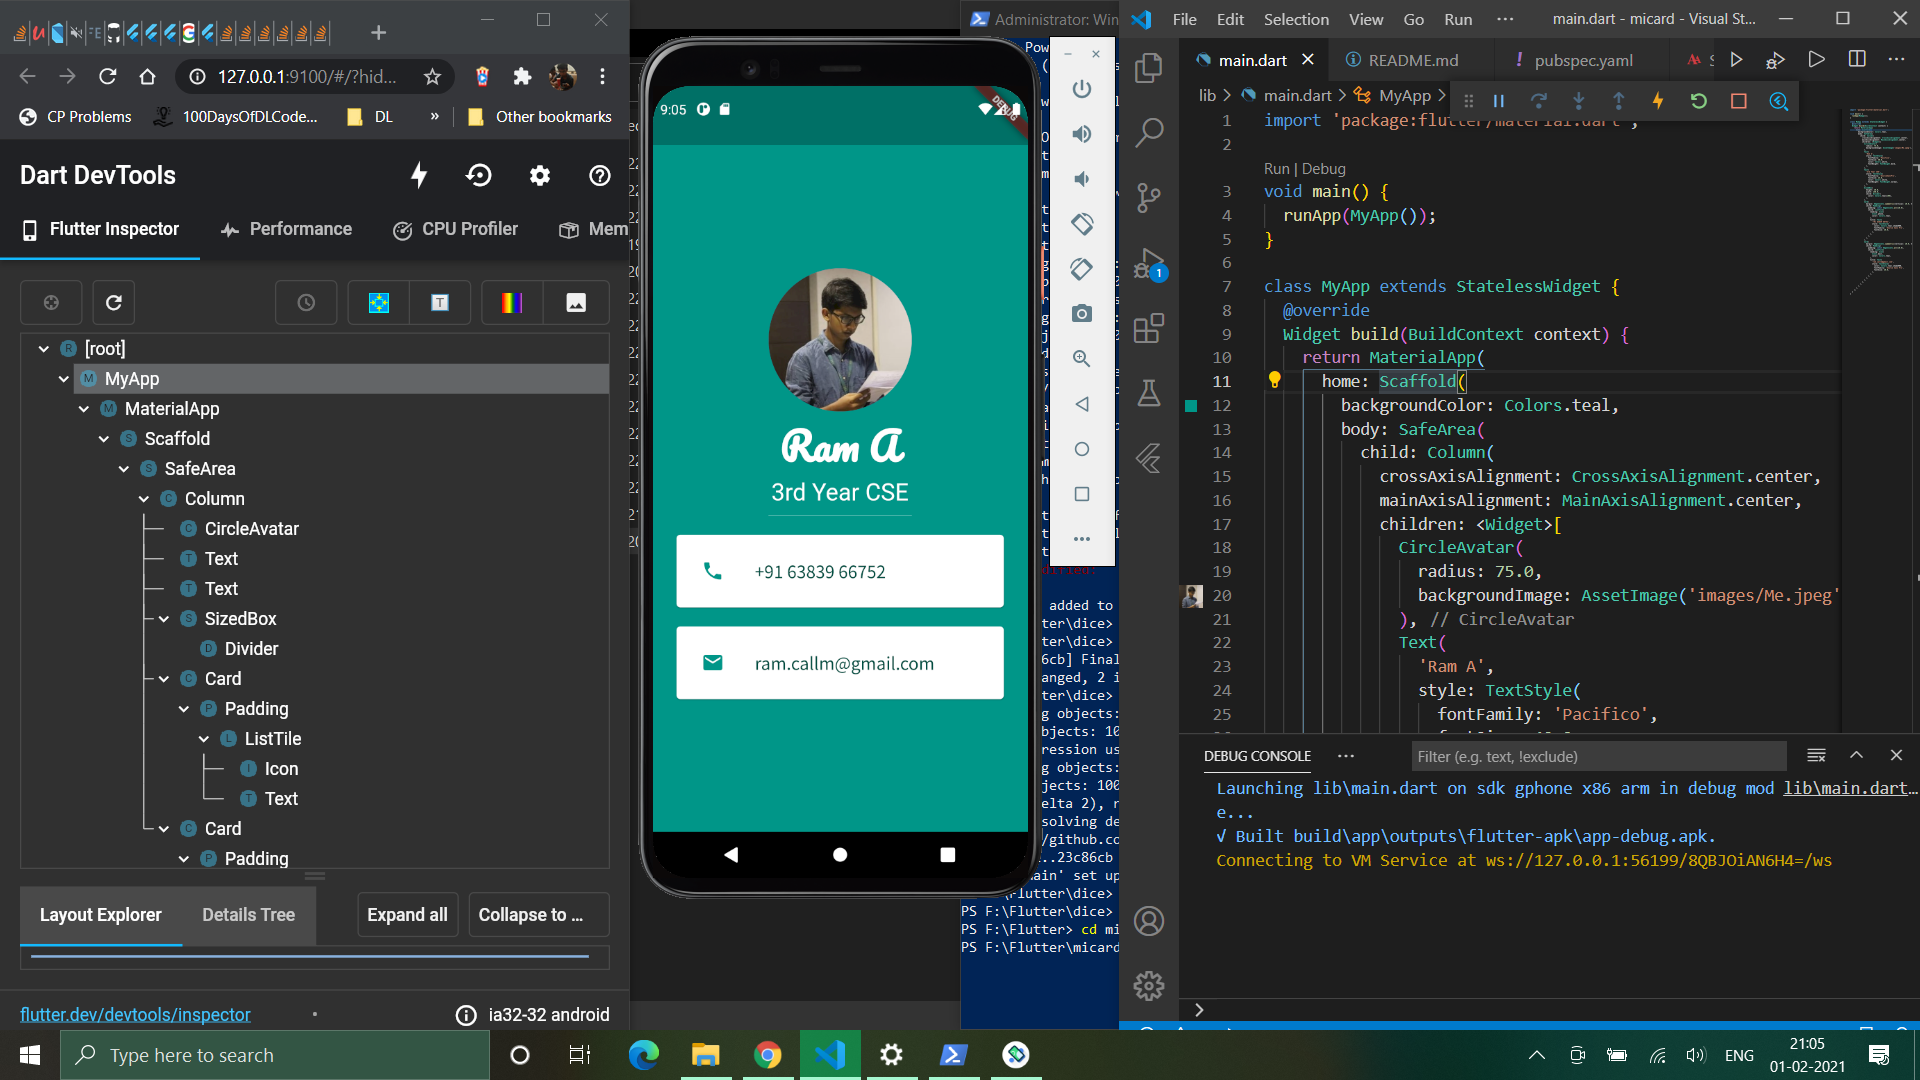 127.0.0.1:9100/#/?hid...
CP Problems
100DaysOfDLCode...
DL
»
Other bookmarks
Dart DevTools
Flutter Inspector
Performance
CPU Profiler
Mem
[root]
MyApp
MaterialApp
Scaffold
SafeArea
Column
CircleAvatar
Text
Text
SizedBox
Divider
Card
Padding
ListTile
Icon
Text
Card
Padding
Layout Explorer
Details Tree
Expand all
Collapse to ...
flutter.dev/devtools/inspector
ia32-32 android
9:05
DEBUG
Ram A
3rd Year CSE
+91 63839 66752
ram.callm@gmail.com
Administrator: Win
added to
ter\dice>
ter\dice>
6cb] Final
anged, 2 i
ter\dice>
g objects:
bjects: 10
ression us
g objects:
jects: 100
elta 2), r
solving de
/github.co
..23c86cb
ain' set up
\Flutter\dice>
PS F:\Flutter\dice>
PS F:\Flutter> cd mi
PS F:\Flutter\micard
File Edit Selection View Go Run ···
main.dart - micard - Visual St...
main.dart
README.md
pubspec.yaml
lib > main.dart > MyApp >
1 import 'package:flutter/material.dart';
2
Run | Debug
3 void main() {
4 runApp(MyApp());
5 }
6
7 class MyApp extends StatelessWidget {
8 @override
9 Widget build(BuildContext context) {
10 return MaterialApp(
11 home: Scaffold(
12 backgroundColor: Colors.teal,
13 body: SafeArea(
14 child: Column(
15 crossAxisAlignment: CrossAxisAlignment.center,
16 mainAxisAlignment: MainAxisAlignment.center,
17 children: <Widget>[
18 CircleAvatar(
19 radius: 75.0,
20 backgroundImage: AssetImage('images/Me.jpeg'
21 ), // CircleAvatar
22 Text(
23 'Ram A',
24 style: TextStyle(
25 fontFamily: 'Pacifico',
1
DEBUG CONSOLE
Filter (e.g. text, !exclude)
Launching lib\main.dart on sdk gphone x86 arm in debug mod lib\main.dart...
e...
√ Built build\app\outputs\flutter-apk\app-debug.apk.
Connecting to VM Service at ws://127.0.0.1:56199/8QBJOiAN6H4=/ws
Type here to search
ENG
21:05
01-02-2021